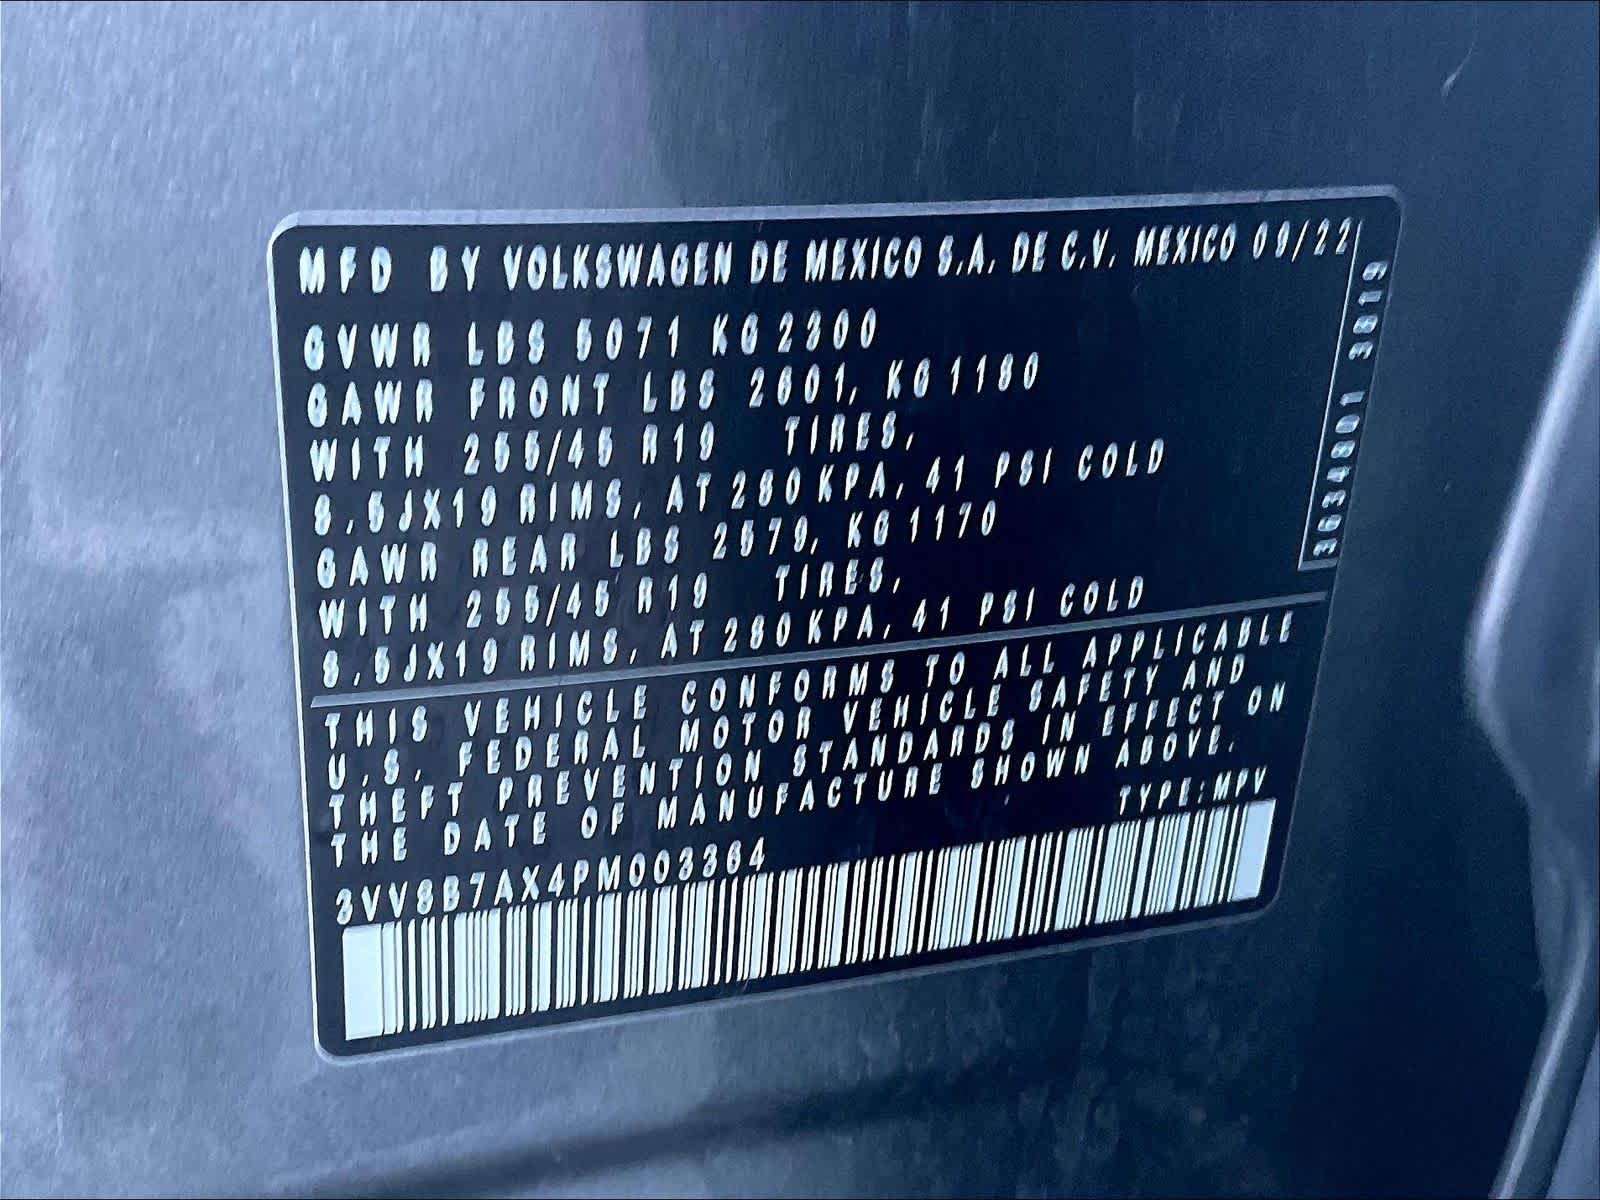 MFD BY VOLKSWAGEN DE MEXICO S.A. DE C.V. MEXICO 09/22
GVWR LBS 5071 KG 2300
GAWR FRONT LBS 2601, KG 1180
WITH 255/45 R19 TIRES,
8.5JX19 RIMS, AT 280 KPA, 41 PSI COLD
GAWR REAR LBS 2579, KG 1170
WITH 255/45 R19 TIRES,
8.5JX19 RIMS, AT 280 KPA, 41 PSI COLD
THIS VEHICLE CONFORMS TO ALL APPLICABLE
U.S. FEDERAL MOTOR VEHICLE SAFETY AND
THEFT PREVENTION STANDARDS IN EFFECT ON
THE DATE OF MANUFACTURE SHOWN ABOVE.
TYPE:MPV
3VV8B7AX4PM003364